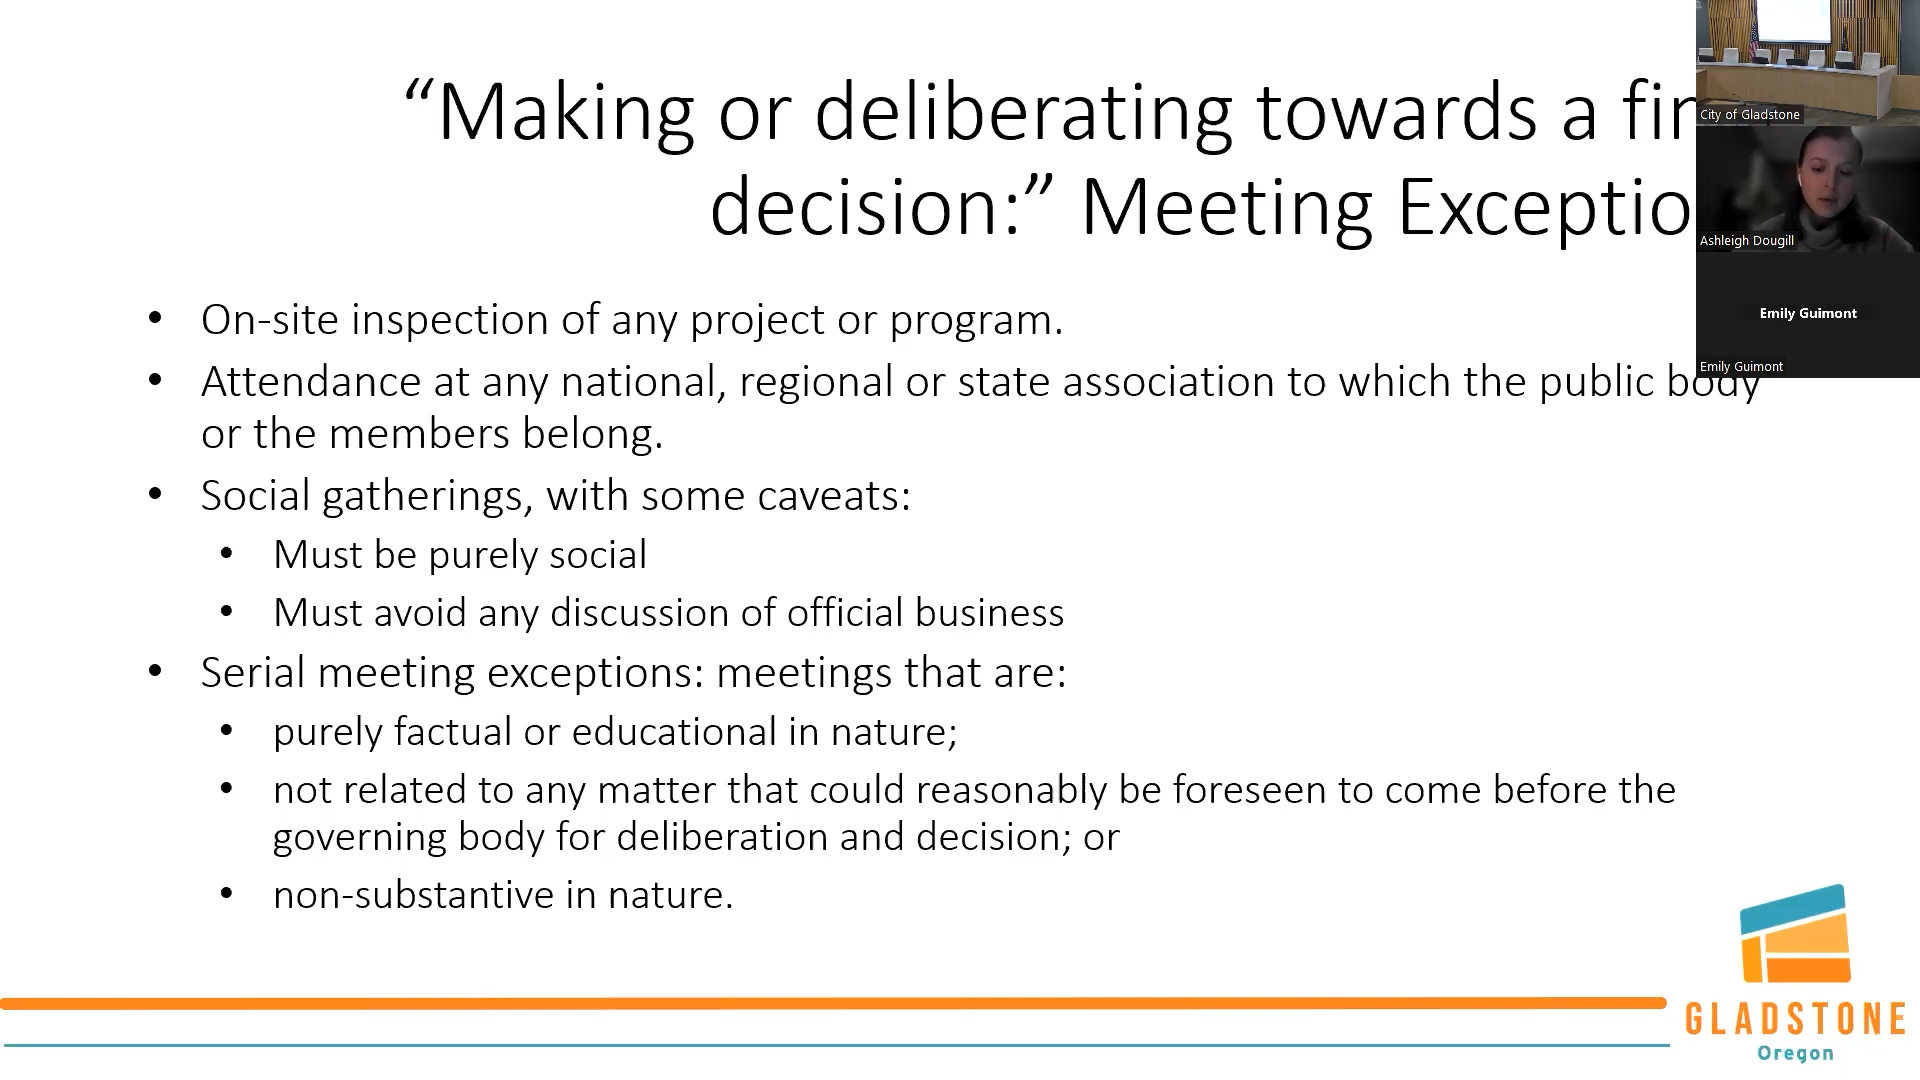 “Making or deliberating towards a fin
decision:” Meeting Exceptio
• On-site inspection of any project or program.
• Attendance at any national, regional or state association to which the public body
or the members belong.
• Social gatherings, with some caveats:
• Must be purely social
• Must avoid any discussion of official business
• Serial meeting exceptions: meetings that are:
• purely factual or educational in nature;
• not related to any matter that could reasonably be foreseen to come before the
governing body for deliberation and decision; or
• non-substantive in nature.
City of Gladstone
Ashleigh Dougill
Emily Guimont
Emily Guimont
GLADSTONE
Oregon